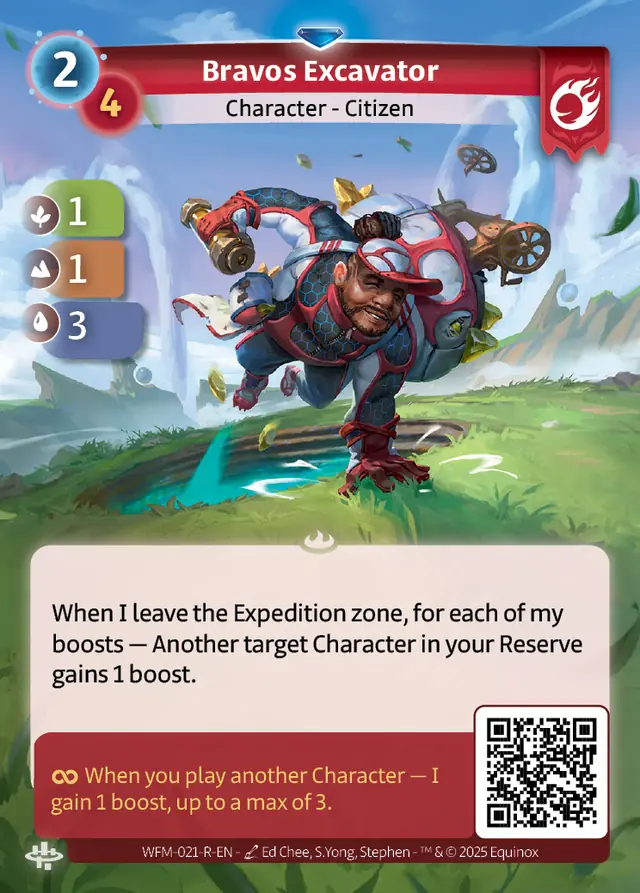 2
4
Bravos Excavator
Character - Citizen
1
1
3
When I leave the Expedition zone, for each of my
boosts — Another target Character in your Reserve
gains 1 boost.
∞ When you play another Character — I
gain 1 boost, up to a max of 3.
WFM-021-R-EN - 🖌 Ed Chee, S.Yong, Stephen - ™ & © 2025 Equinox